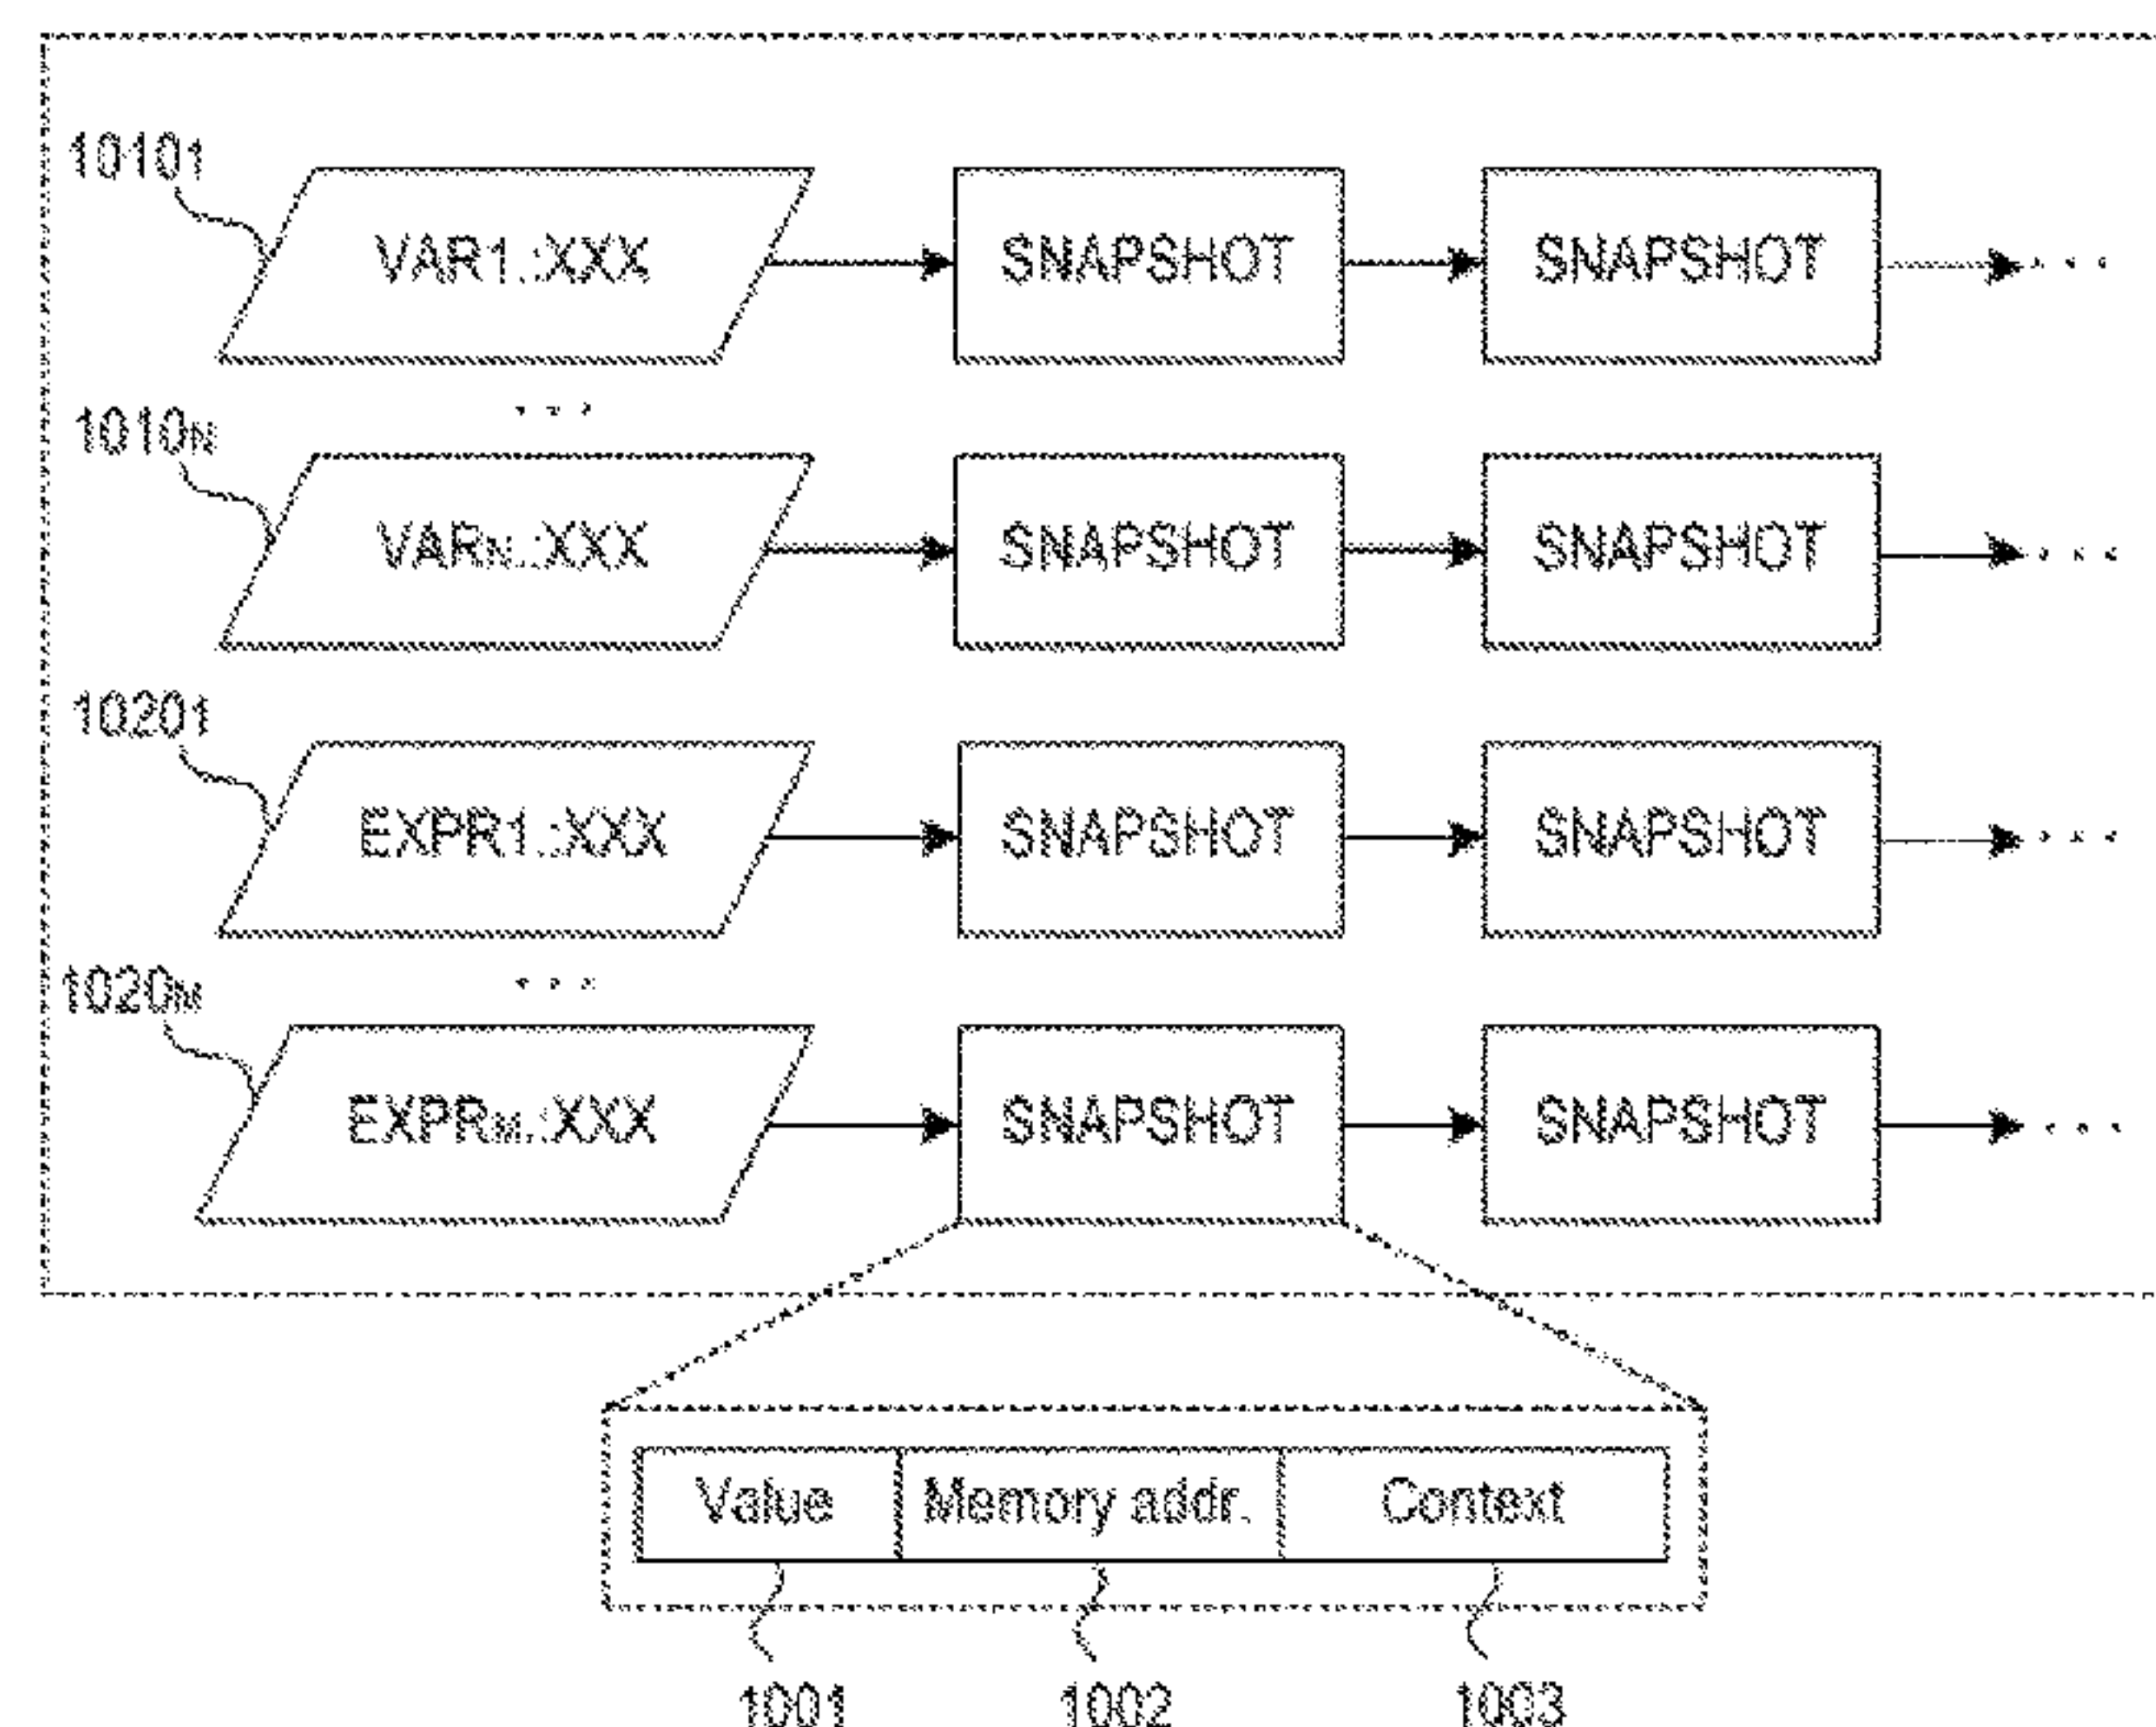 1010₁
VAR1.:XXX SNAPSHOT SNAPSHOT ...
...
1010N
VARN.:XXX SNAPSHOT SNAPSHOT ...
1020₁
EXPR1.:XXX SNAPSHOT SNAPSHOT ...
...
1020M
EXPRM.:XXX SNAPSHOT SNAPSHOT ...
Value Memory addr. Context
1001 1002 1003